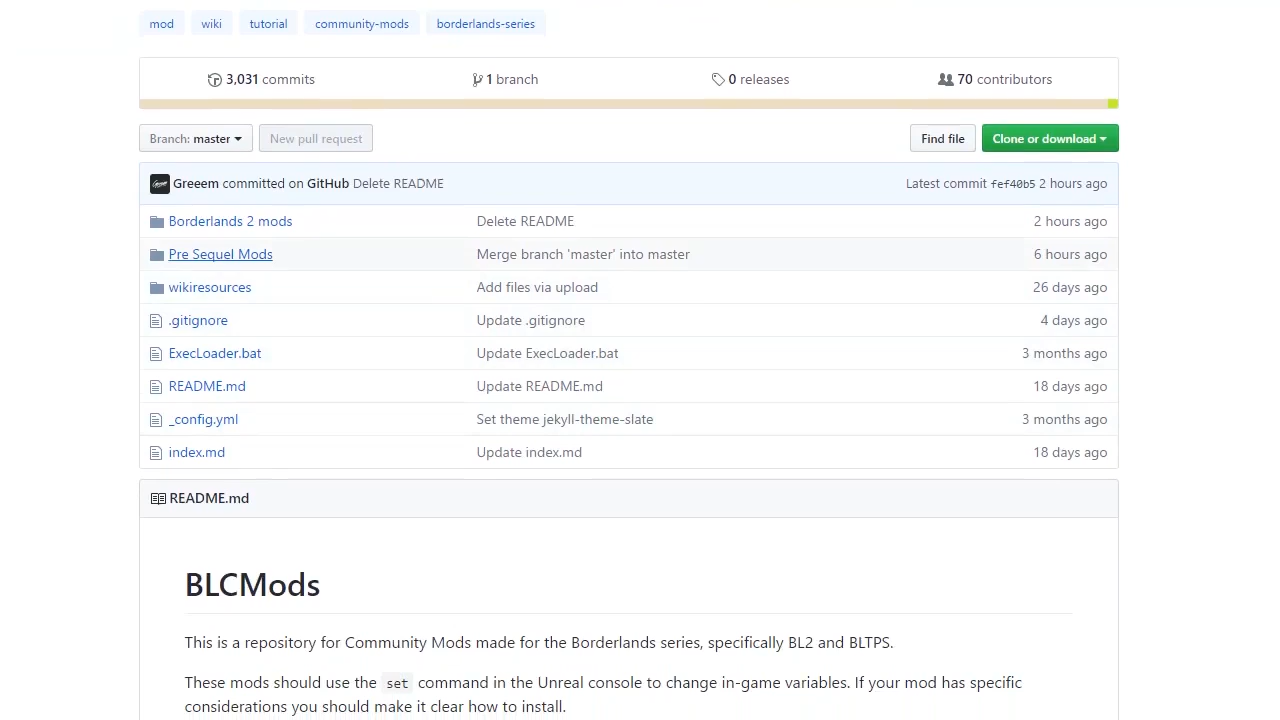 mod wiki tutorial community-mods borderlands-series
3,031 commits 1 branch 0 releases 70 contributors
Branch: master New pull request Find file Clone or download
Greeem committed on GitHub Delete README Latest commit fef40b5 2 hours ago
Borderlands 2 mods Delete README 2 hours ago
Pre Sequel Mods Merge branch 'master' into master 6 hours ago
wikiresources Add files via upload 26 days ago
.gitignore Update .gitignore 4 days ago
ExecLoader.bat Update ExecLoader.bat 3 months ago
README.md Update README.md 18 days ago
_config.yml Set theme jekyll-theme-slate 3 months ago
index.md Update index.md 18 days ago
README.md
BLCMods
This is a repository for Community Mods made for the Borderlands series, specifically BL2 and BLTPS.
These mods should use the set command in the Unreal console to change in-game variables. If your mod has specific
considerations you should make it clear how to install.